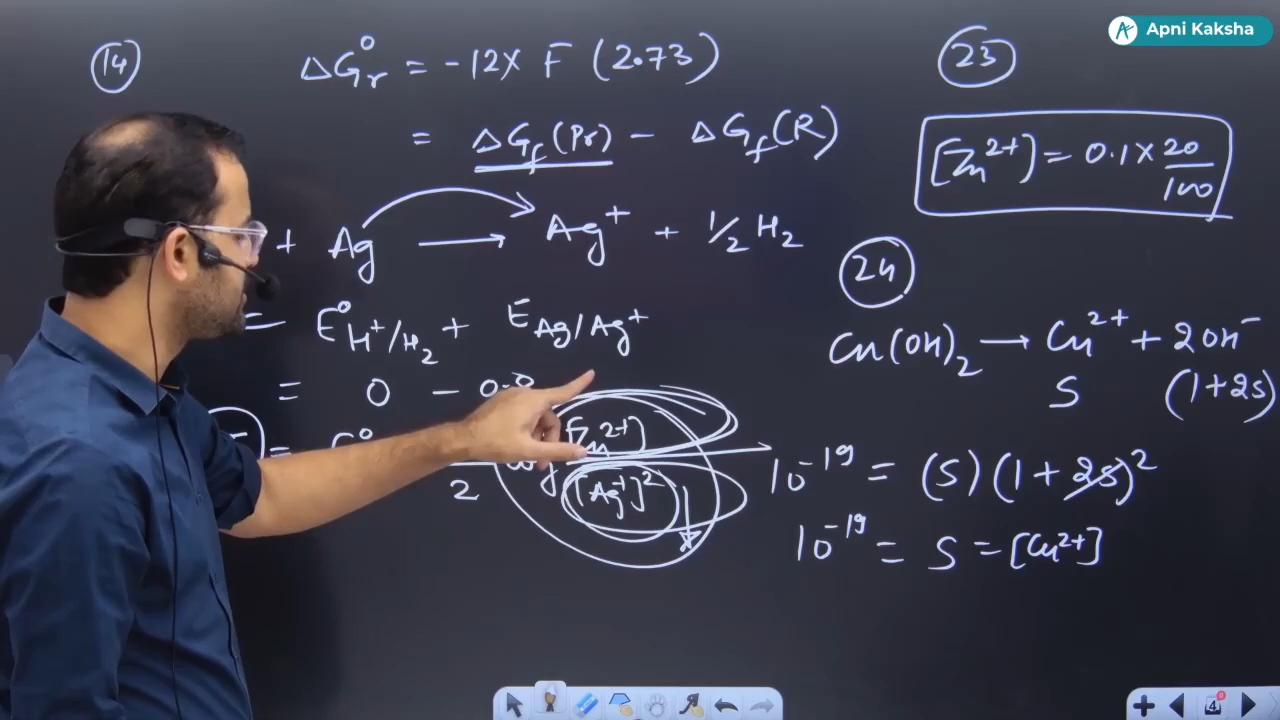 Apni Kaksha
(14)
ΔG°r = -12 x F (2.73)
= ΔGf(Pr) - ΔGf(R)
+ Ag → Ag+ + 1/2 H2
= E°H+/H2 + EAg/Ag+
= 0 - 0.8
=
2
[Zn2+]
[Ag+]2
(23)
[Zn2+] = 0.1 x 20/100
(24)
Cu(OH)2 → Cu2+ + 2OH-
S (1+2s)
10-19 = (S)(1+2s)2
10-19 = S = [Cu2+]
4